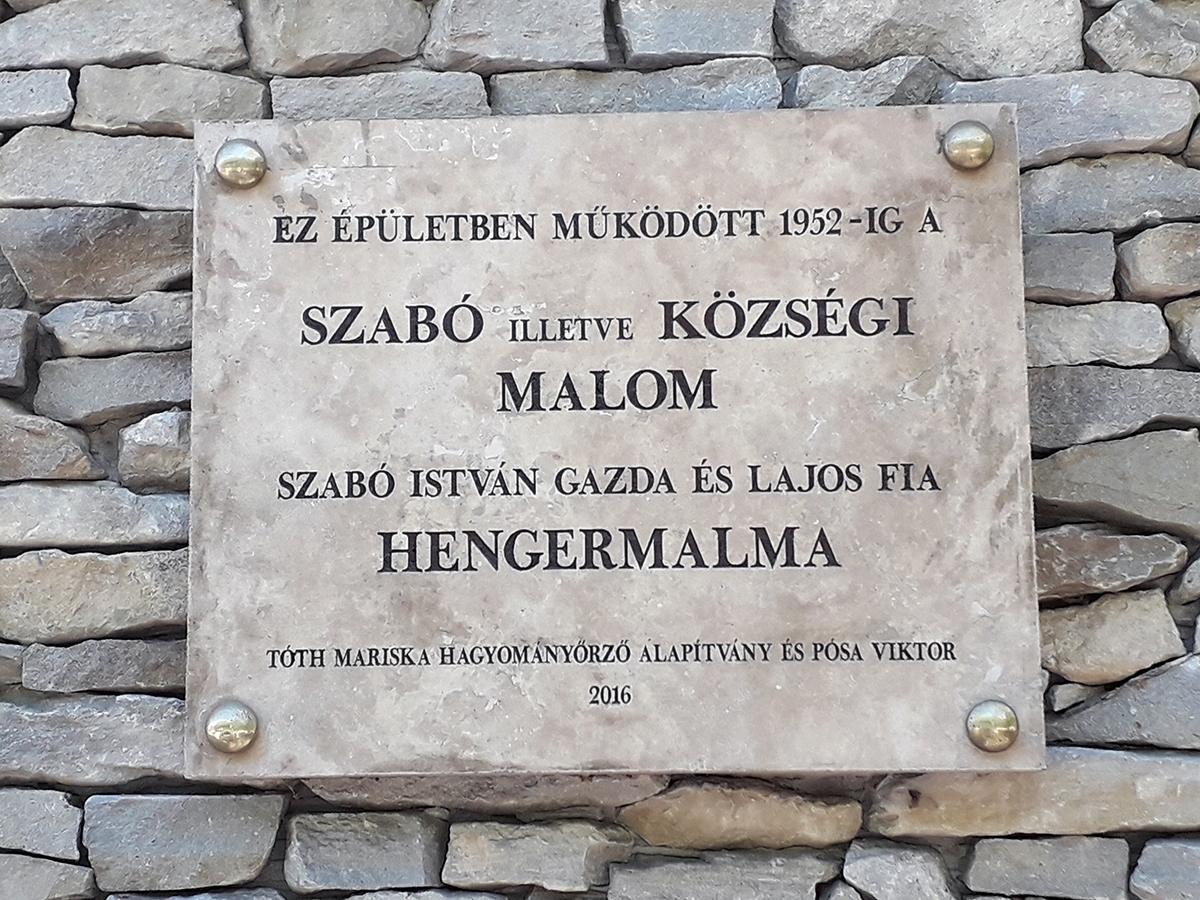 EZ ÉPÜLETBEN MŰKÖDÖTT 1952-IG A
SZABÓ ILLETVE KÖZSÉGI
MALOM
SZABÓ ISTVÁN GAZDA ÉS LAJOS FIA
HENGERMALMA
TÓTH MARISKA HAGYOMÁNYŐRZŐ ALAPÍTVÁNY ÉS PÓSA VIKTOR
2016